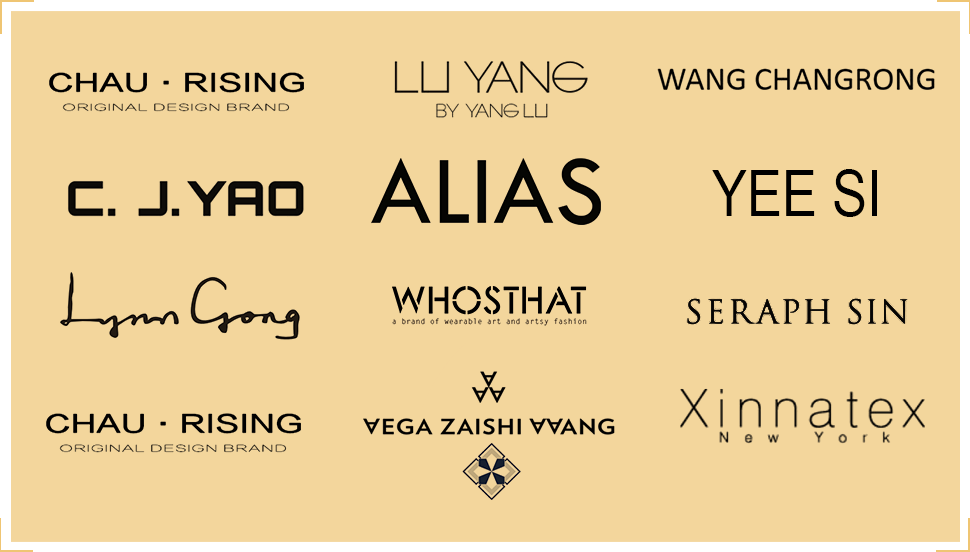 CHAU · RISING
ORIGINAL DESIGN BRAND
LU YANG
BY YANG LU
WANG CHANGRONG
C. J. YAO
ALIAS
YEE SI
Lynn Gong
WHOSTHAT
a brand of wearable art and artsy fashion
SERAPH SIN
CHAU · RISING
ORIGINAL DESIGN BRAND
VEGA ZAISHI WANG
Xinnatex
New York